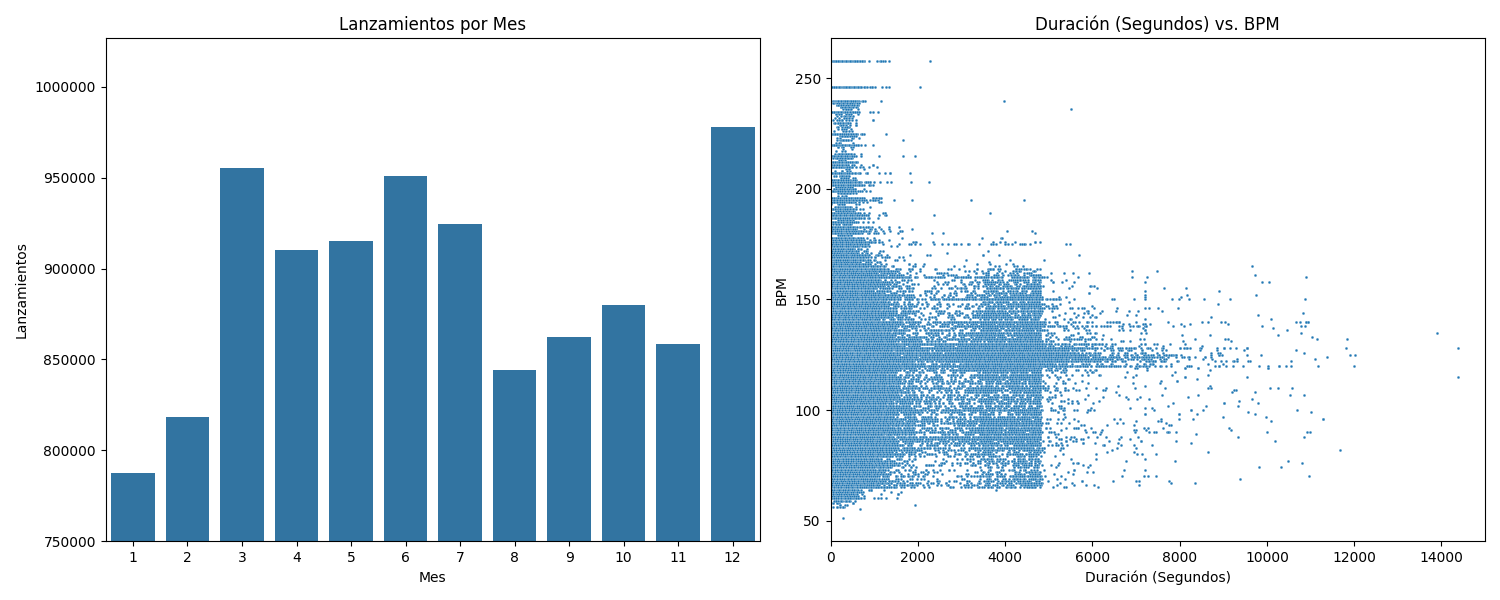 Lanzamientos por Mes
Lanzamientos
1000000
950000
900000
850000
800000
750000
1 2 3 4 5 6 7 8 9 10 11 12
Mes
Duración (Segundos) vs. BPM
BPM
250
200
150
100
50
0 2000 4000 6000 8000 10000 12000 14000
Duración (Segundos)